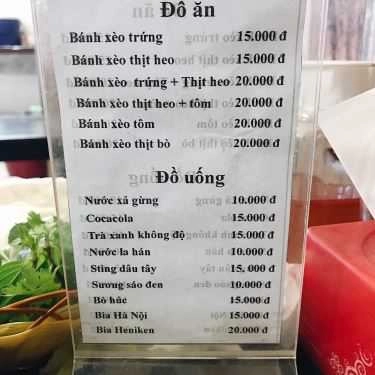 Đồ ăn
Bánh xèo trứng 15.000 đ
Bánh xèo thịt heo 15.000 đ
Bánh xèo trứng + Thịt heo 20.000 đ
Bánh xèo thịt heo + tôm 20.000 đ
Bánh xèo tôm 20.000 đ
Bánh xèo thịt bò 20.000 đ
Đồ uống
Nước xả gừng 10.000 đ
Cocacola 15.000 đ
Trà xanh không độ 15.000 đ
Nước la hán 10.000 đ
Sting dâu tây 15. 000 đ
Sương sáo đen 10.000 đ
Bò húc 15.000 đ
Bia Hà Nội 15.000 đ
Bia Heniken 20.000 đ